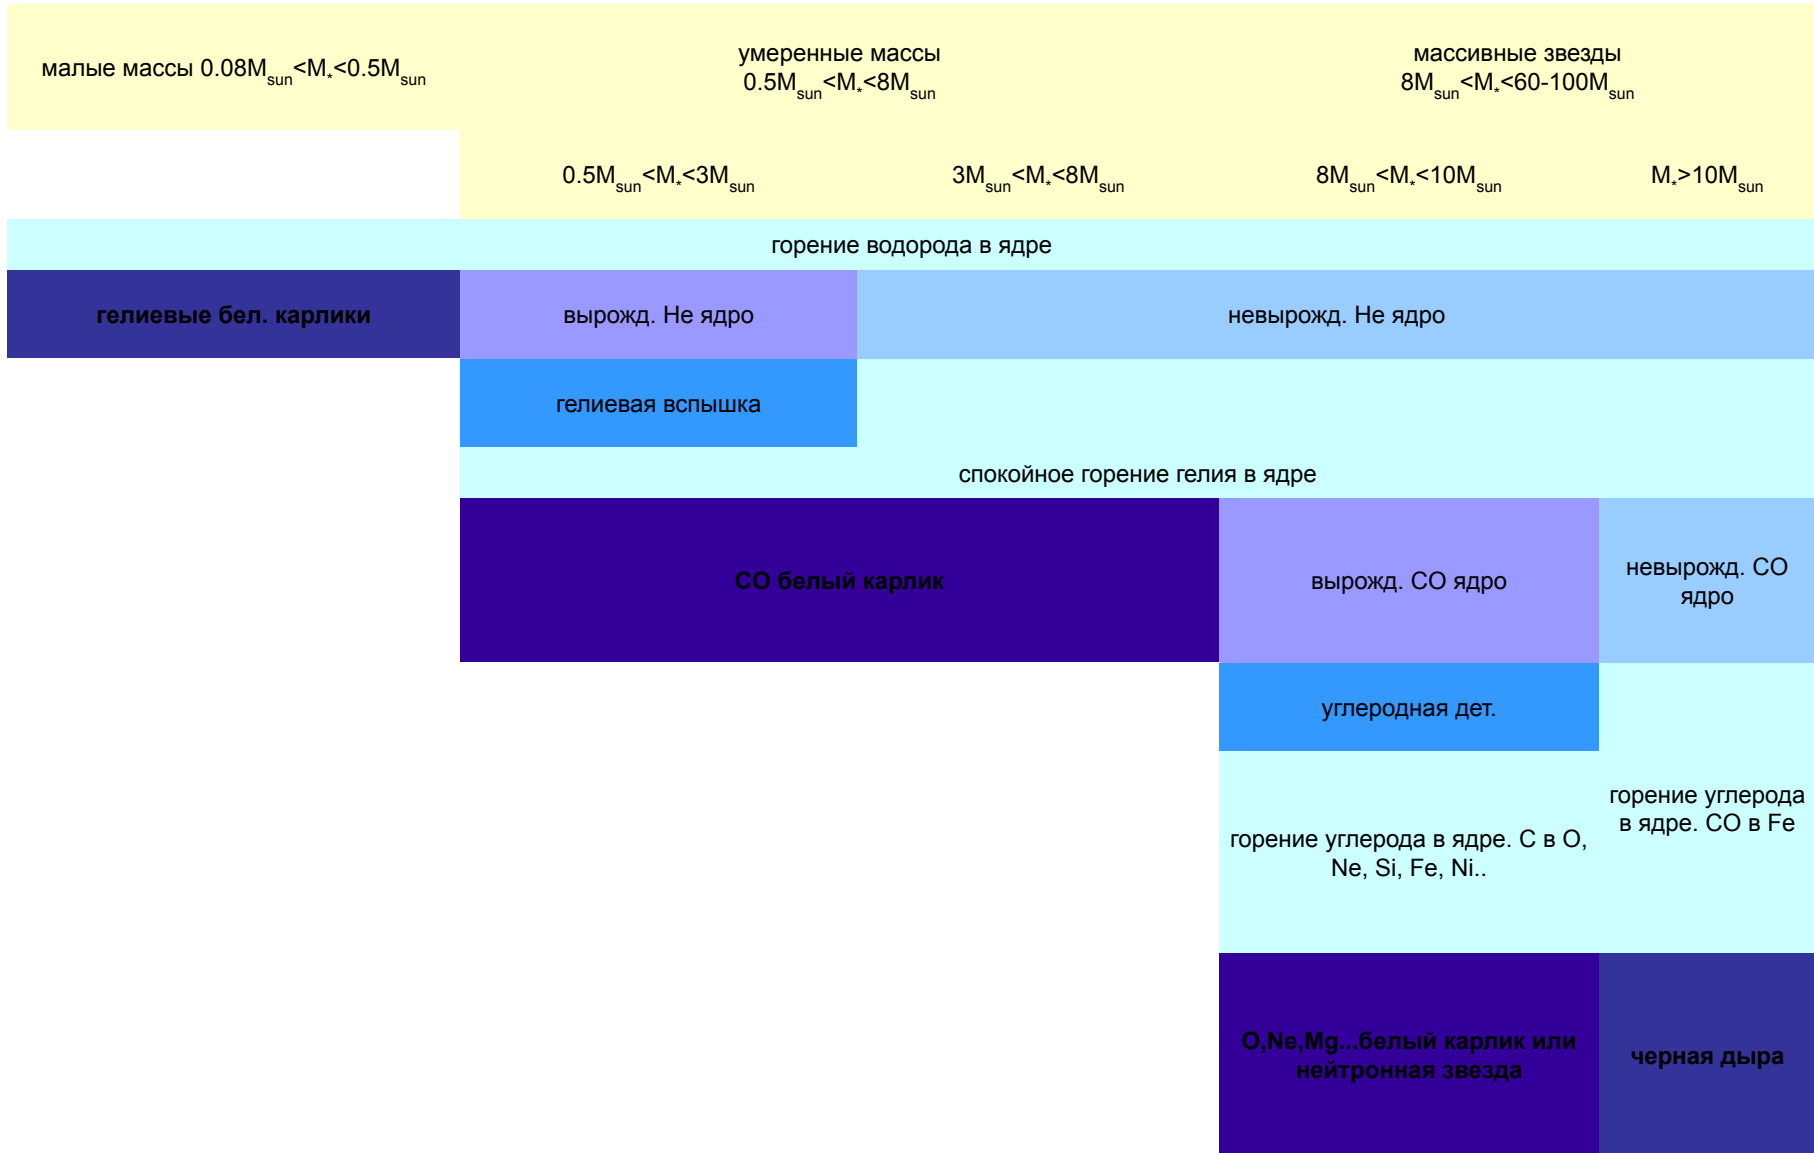 малые массы 0.08Msun<M*<0.5Msun
умеренные массы
0.5Msun<M*<8Msun
массивные звезды
8Msun<M*<60-100Msun
0.5Msun<M*<3Msun
3Msun<M*<8Msun
8Msun<M*<10Msun
M*>10Msun
горение водорода в ядре
гелиевые бел. карлики
вырожд. Не ядро
невырожд. Не ядро
гелиевая вспышка
спокойное горение гелия в ядре
СО белый карлик
вырожд. СО ядро
невырожд. СО
ядро
углеродная дет.
горение углерода в ядре. С в О,
Ne, Si, Fe, Ni..
горение углерода
в ядре. СО в Fe
O,Ne,Mg...белый карлик или
нейтронная звезда
черная дыра